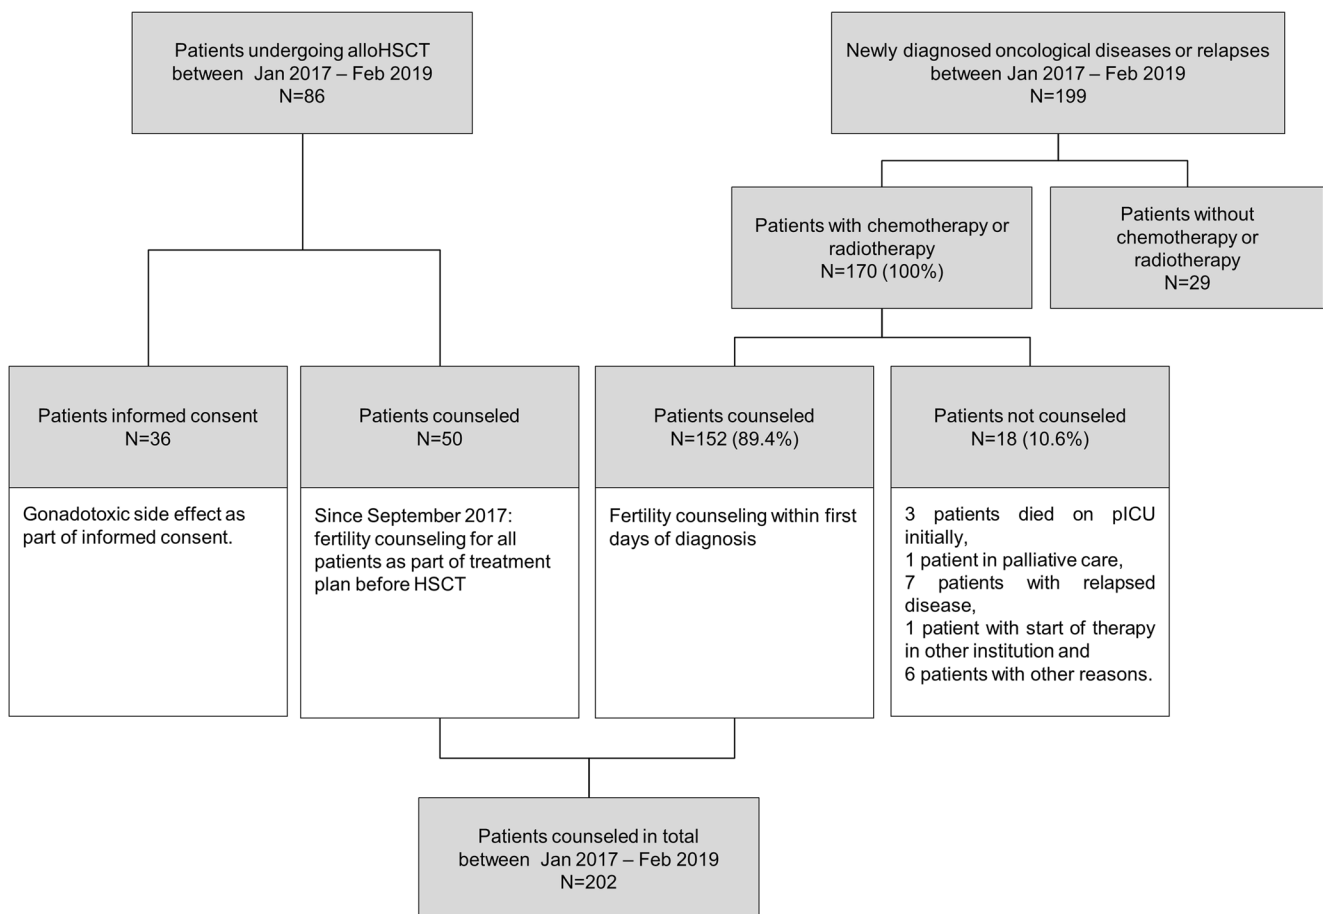 Patients undergoing alloHSCT
between Jan 2017 – Feb 2019
N=86
Newly diagnosed oncological diseases or relapses
between Jan 2017 – Feb 2019
N=199
Patients with chemotherapy or
radiotherapy
N=170 (100%)
Patients without
chemotherapy or
radiotherapy
N=29
Patients informed consent
N=36
Gonadotoxic side effect as
part of informed consent.
Patients counseled
N=50
Since September 2017:
fertility counseling for all
patients as part of treatment
plan before HSCT
Patients counseled
N=152 (89.4%)
Fertility counseling within first
days of diagnosis
Patients not counseled
N=18 (10.6%)
3 patients died on pICU
initially,
1 patient in palliative care,
7 patients with relapsed
disease,
1 patient with start of therapy
in other institution and
6 patients with other reasons.
Patients counseled in total
between Jan 2017 – Feb 2019
N=202